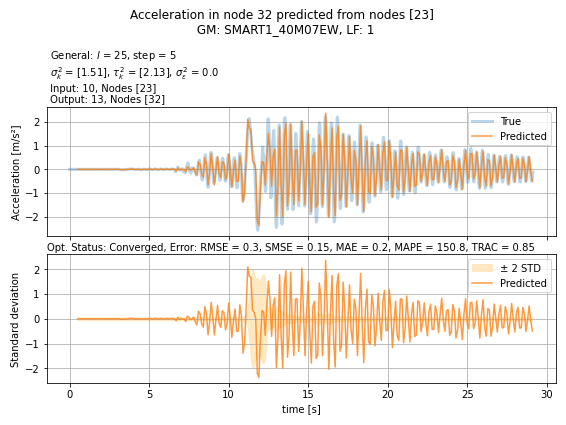 Acceleration in node 32 predicted from nodes [23]
GM: SMART1_40M07EW, LF: 1
General: l = 25, step = 5
σ²ₖ = [1.51], τ²ₖ = [2.13], σ²ε = 0.0
Input: 10, Nodes [23]
Output: 13, Nodes [32]
True
Predicted
2
1
0
−1
−2
Acceleration [m/s²]
Opt. Status: Converged, Error: RMSE = 0.3, SMSE = 0.15, MAE = 0.2, MAPE = 150.8, TRAC = 0.85
± 2 STD
Predicted
2
1
0
−1
−2
Standard deviation
0 5 10 15 20 25 30
time [s]